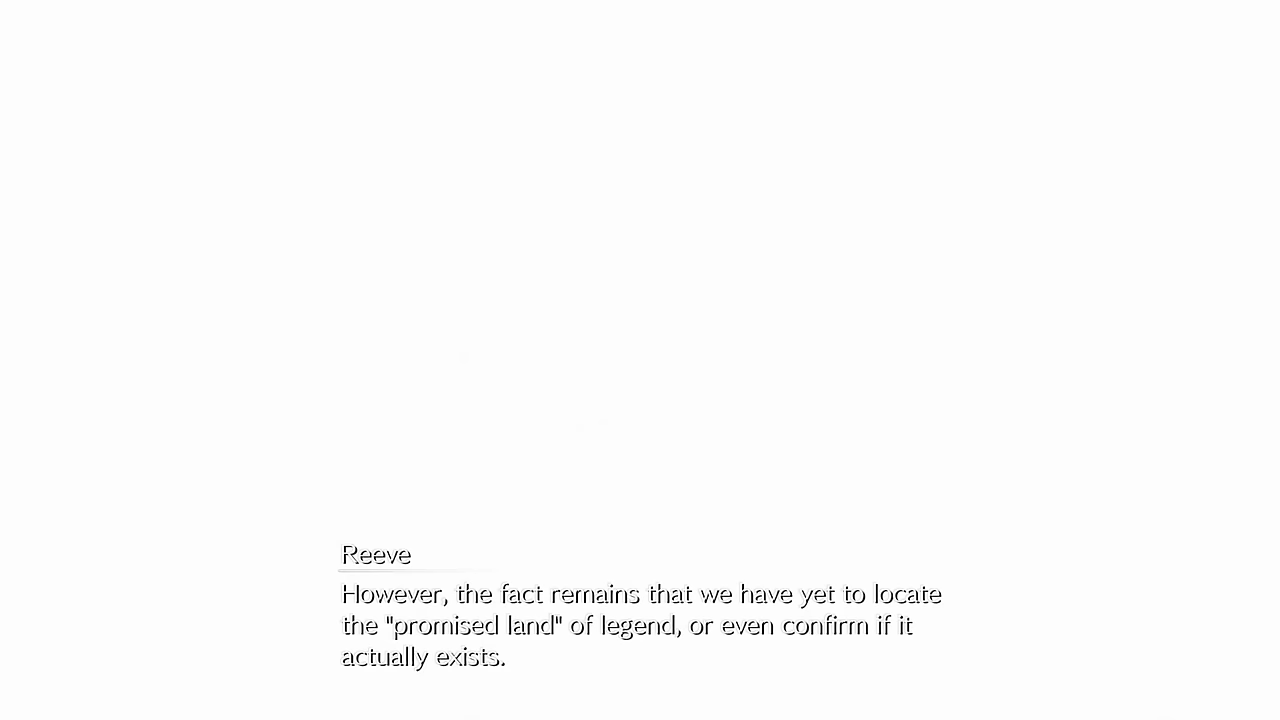 Reeve
However, the fact remains that we have yet to locate
the "promised land" of legend, or even confirm if it
actually exists.